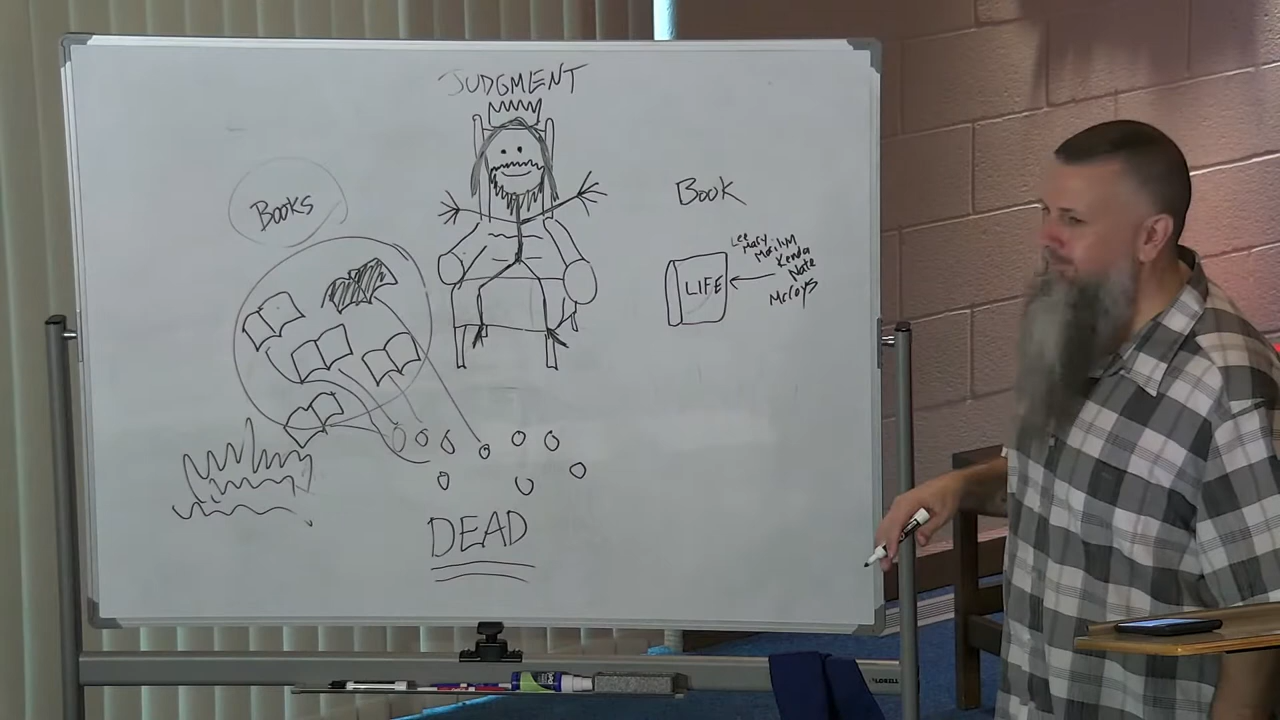 JUDGMENT
Books
Book
LIFE
Lee
Mary
Marilyn
Kenda
Nate
McCoys
DEAD